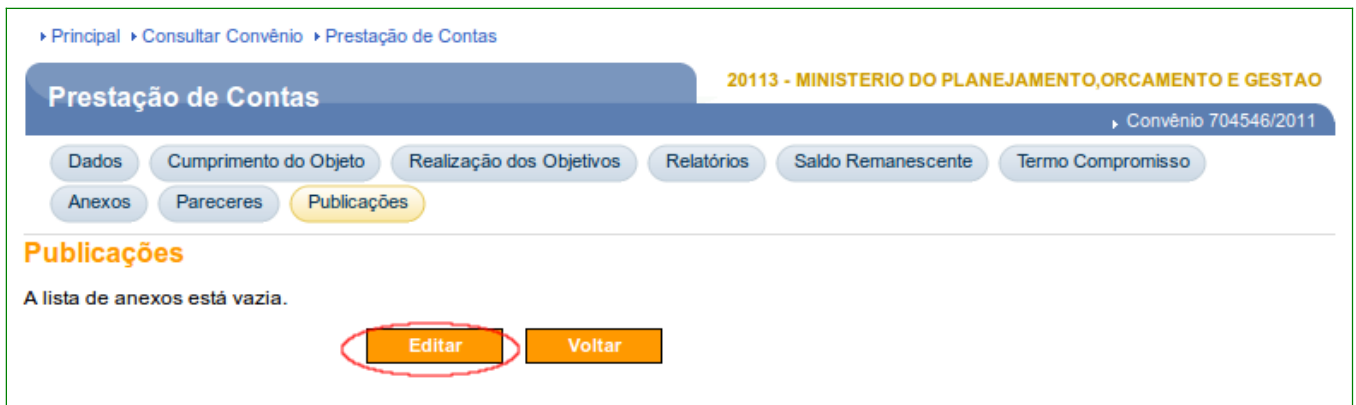 Principal Consultar Convênio Prestação de Contas
20113 - MINISTERIO DO PLANEJAMENTO,ORCAMENTO E GESTAO
Prestação de Contas
Convênio 704546/2011
Dados Cumprimento do Objeto Realização dos Objetivos Relatórios Saldo Remanescente Termo Compromisso
Anexos Pareceres Publicações
Publicações
A lista de anexos está vazia.
Editar Voltar